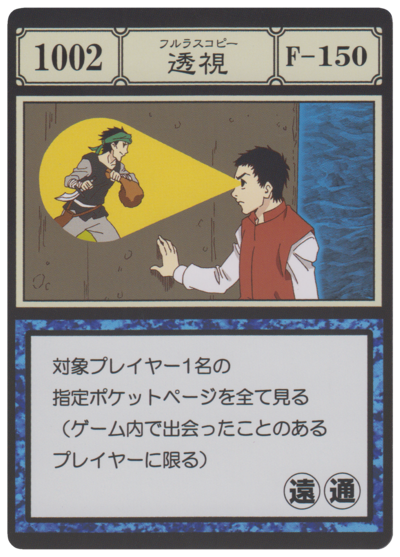 1002
フルラスコピー
透視
F-150
対象プレイヤー1名の
指定ポケットページを全て見る
（ゲーム内で出会ったことのある
プレイヤーに限る）
遠 通